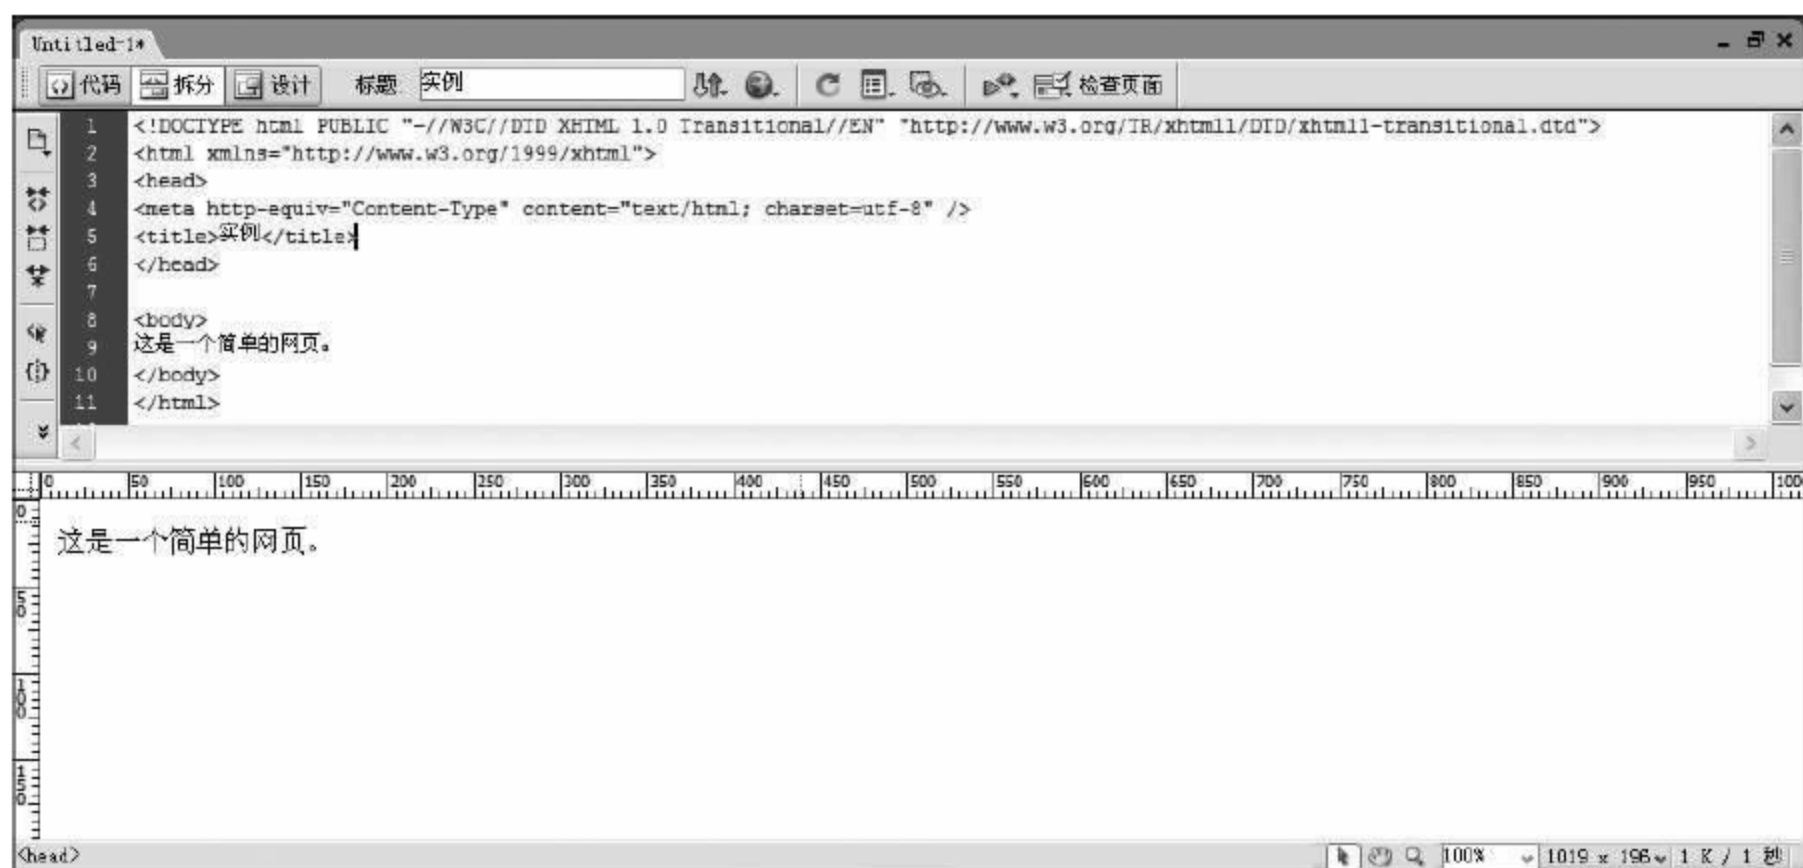 Untitled-1*
代码 拆分 设计 标题: 实例 检查页面
1 <!DOCTYPE html PUBLIC "-//W3C//DTD XHTML 1.0 Transitional//EN" "http://www.w3.org/TR/xhtml1/DTD/xhtml1-transitional.dtd">
2 <html xmlns="http://www.w3.org/1999/xhtml">
3 <head>
4 <meta http-equiv="Content-Type" content="text/html; charset=utf-8" />
5 <title>实例</title>
6 </head>
7
8 <body>
9 这是一个简单的网页。
10 </body>
11 </html>
0 50 100 150 200 250 300 350 400 450 500 550 600 650 700 750 800 850 900 950 100
0
这是一个简单的网页。
50
100
150
<head> 100% 1019 x 196 1 K / 1 秒